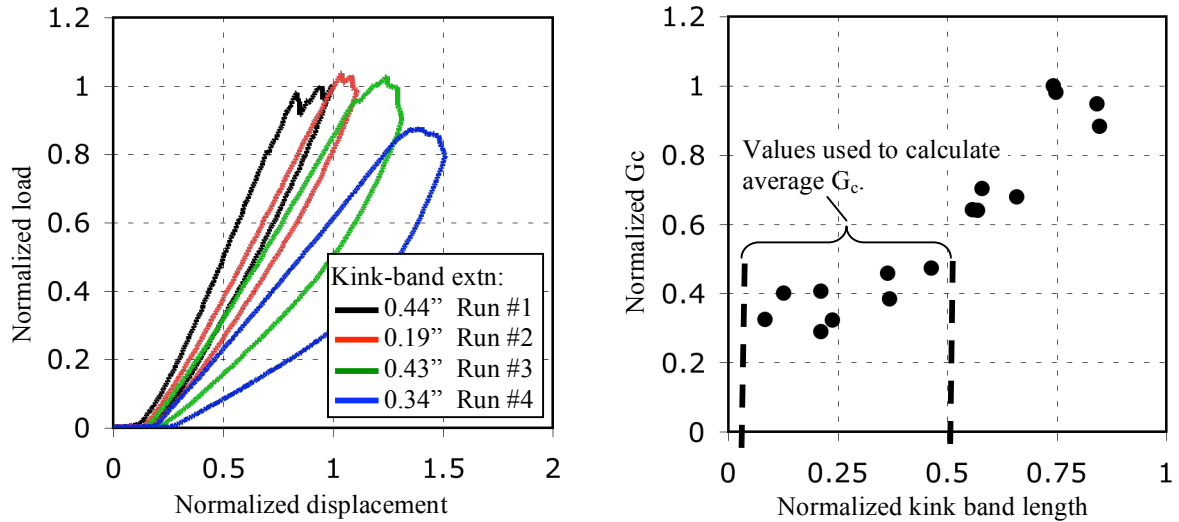 1.2
1
0.8
0.6
0.4
0.2
0
Normalized load
0 0.5 1 1.5 2
Normalized displacement
Kink-band extn:
0.44” Run #1
0.19” Run #2
0.43” Run #3
0.34” Run #4
1.2
1
0.8
0.6
0.4
0.2
0
Normalized Gc
Values used to calculate
average Gc.
0 0.25 0.5 0.75 1
Normalized kink band length